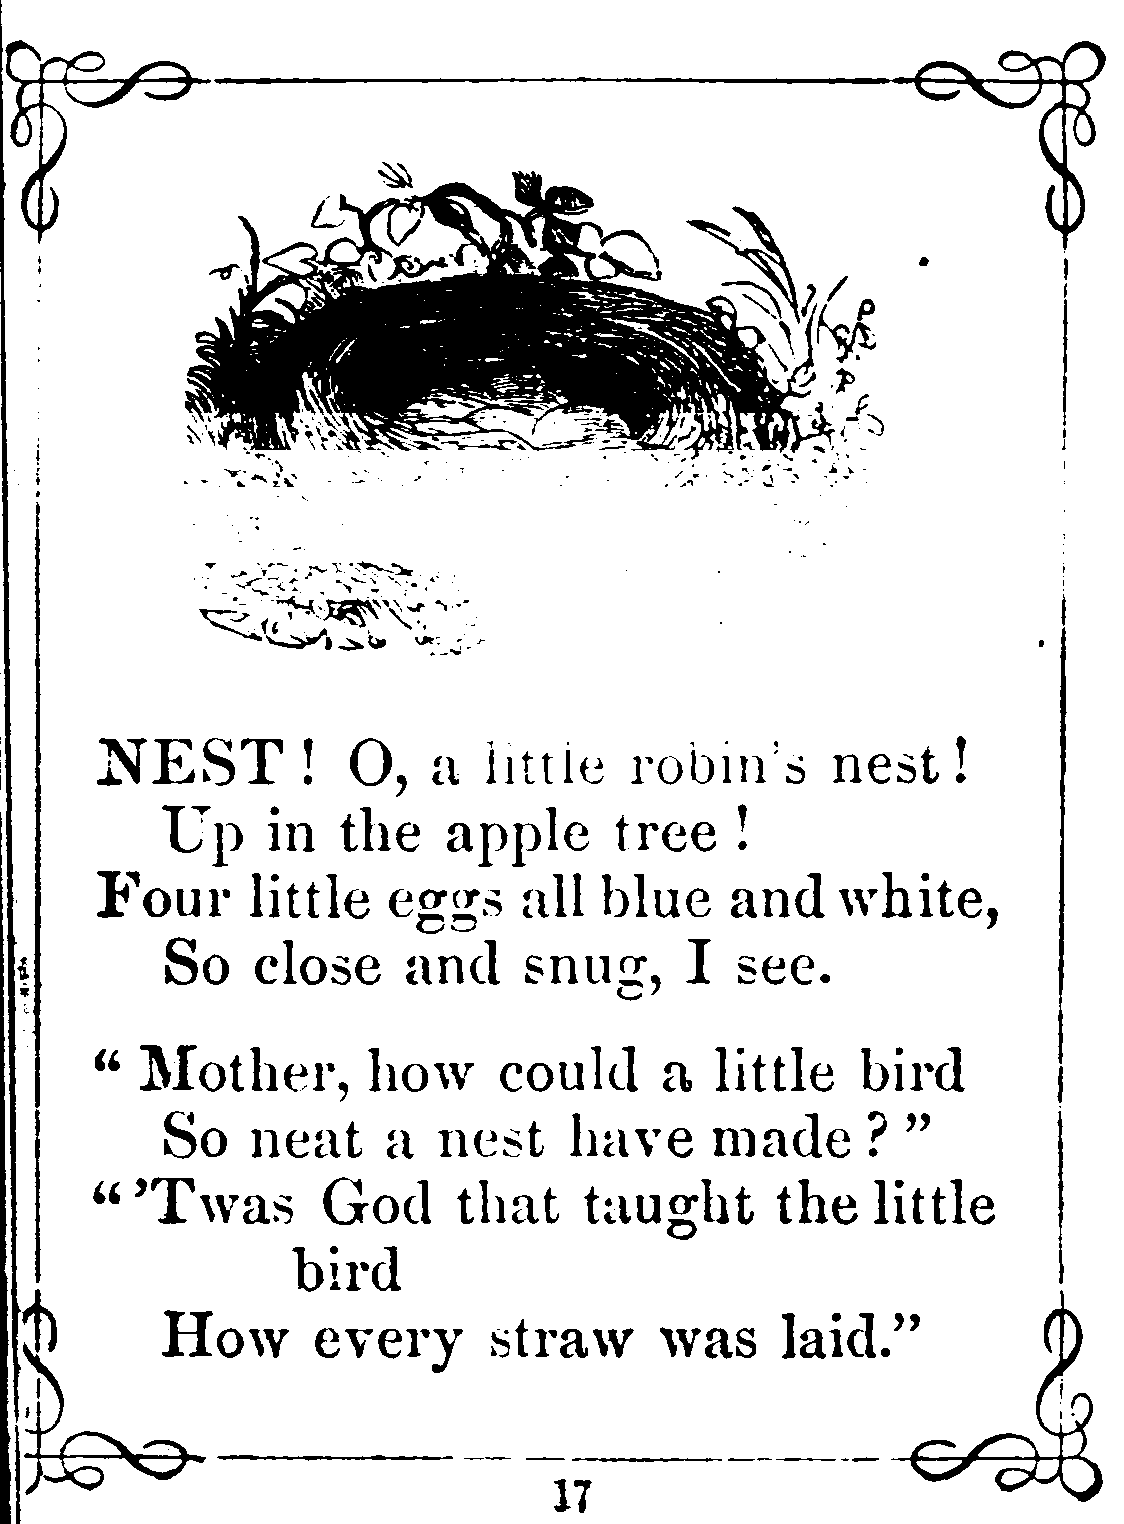 NEST! O, a little robin's nest!
Up in the apple tree!
Four little eggs all blue and white,
So close and snug, I see.
“ Mother, how could a little bird
So neat a nest have made? ”
“ ’Twas God that taught the little
bird
How every straw was laid.”
17